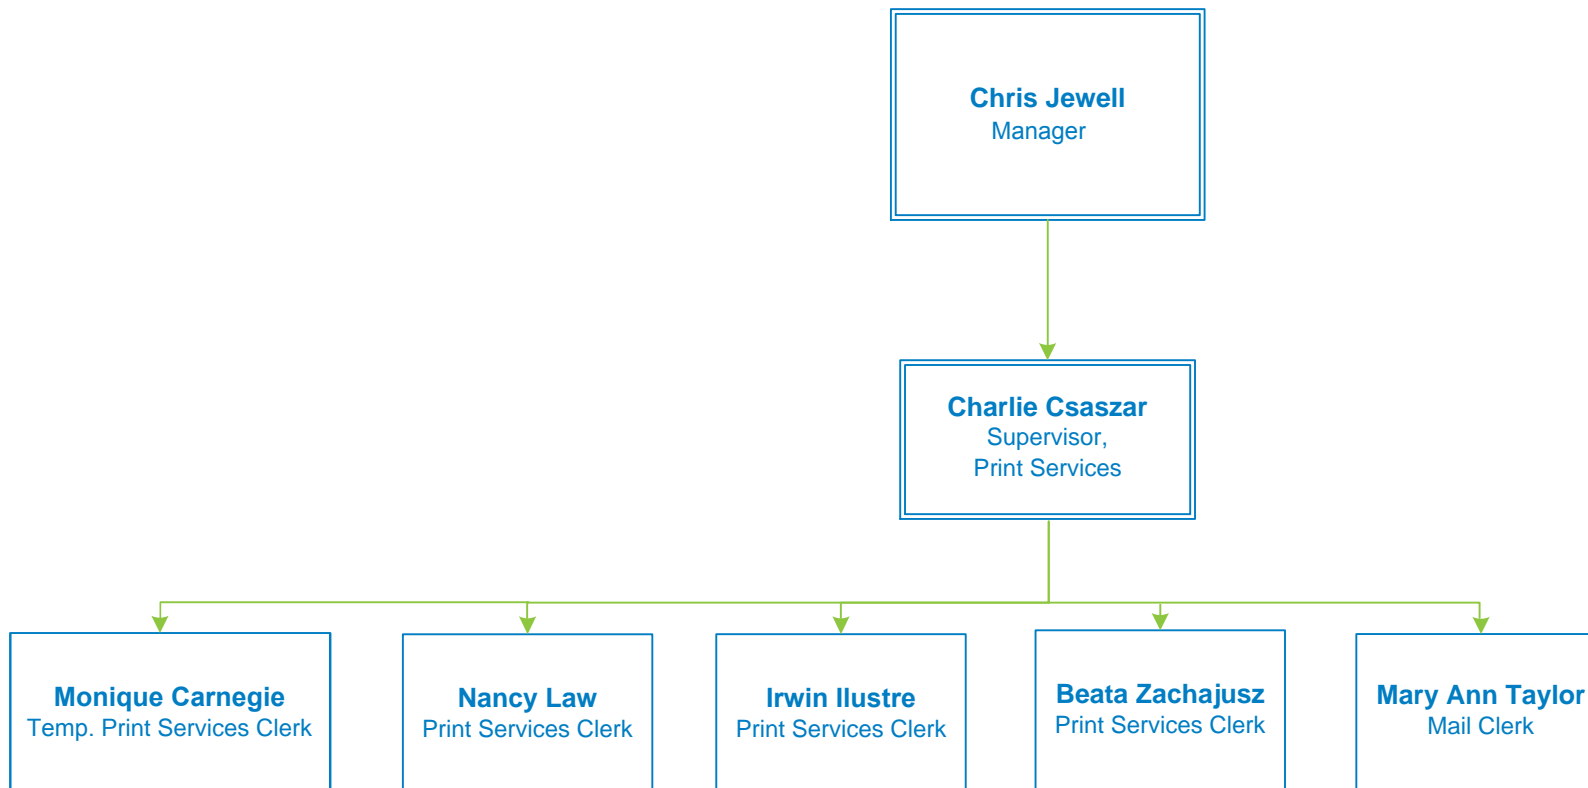 Chris Jewell
Manager
Charlie Csaszar
Supervisor,
Print Services
Monique Carnegie
Temp. Print Services Clerk
Nancy Law
Print Services Clerk
Irwin Ilustre
Print Services Clerk
Beata Zachajusz
Print Services Clerk
Mary Ann Taylor
Mail Clerk